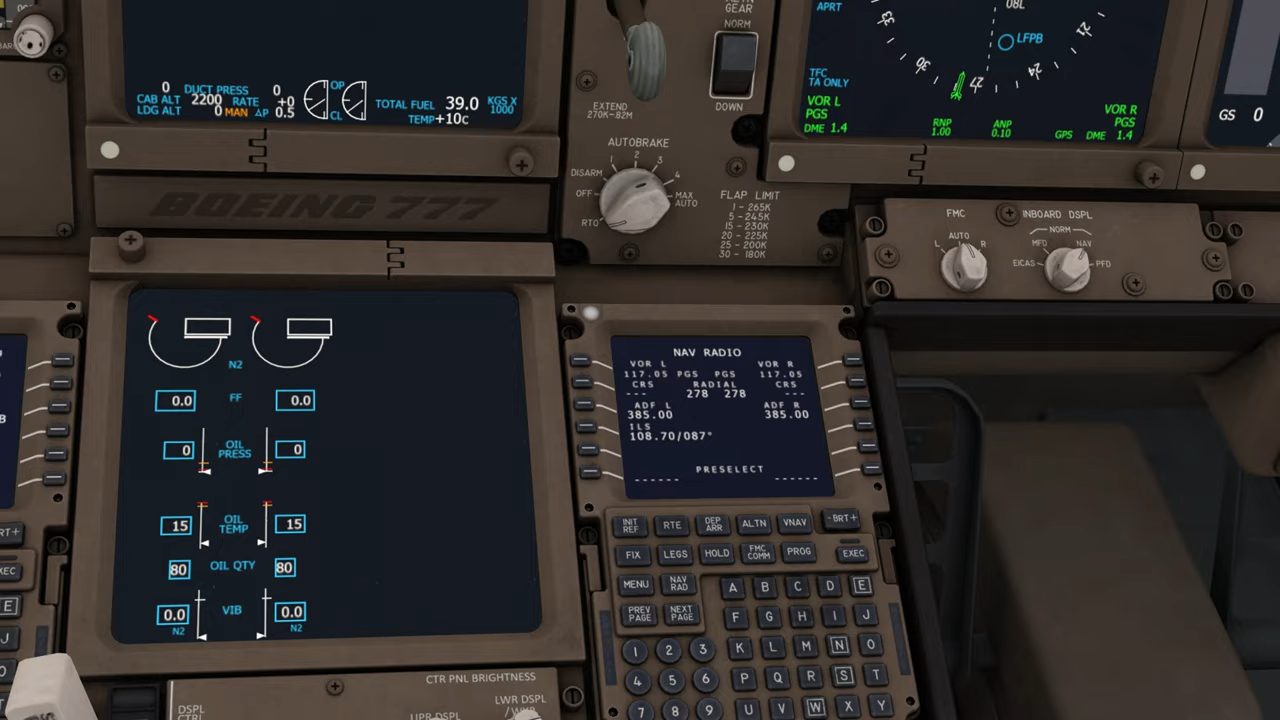 0 DUCT PRESS 0
CAB ALT 2200 RATE +0
LDG ALT 0 MAN ΔP 0.5
OP
CL
TOTAL FUEL 39.0 KGS X 1000
TEMP +10c
BOEING 777
GEAR
NORM
DOWN
EXTEND
270K-.82M
AUTOBRAKE
DISARM 1 2 3 4
OFF MAX
AUTO
RTO
FLAP LIMIT
1 - 265K
5 - 245K
15 - 230K
20 - 225K
25 - 200K
30 - 180K
APRT
TFC
TA ONLY
VOR L
PGS
DME 1.4
33
30
27
24
21
08L
LFPB
RNP
1.00
ANP
0.10
GPS
VOR R
PGS
DME 1.4
GS 0
FMC
L AUTO R
INBOARD DSPL
NORM
MFD NAV
EICAS PFD
N2
0.0 FF 0.0
0 OIL PRESS 0
15 OIL TEMP 15
80 OIL QTY 80
0.0 VIB 0.0
N2 N2
NAV RADIO
VOR L VOR R
117.05 PGS PGS 117.05
CRS RADIAL CRS
--- 278 278 ---
ADF L ADF R
385.00 385.00
ILS
108.70/087°
PRESELECT
------ ------
INIT REF RTE DEP ARR ALTN VNAV -BRT+
FIX LEGS HOLD FMC COMM PROG EXEC
MENU NAV RAD A B C D E
PREV PAGE NEXT PAGE F G H I J
1 2 3 K L M N O
4 5 6 P Q R S T
7 8 9 U V W X Y
RT+
EXEC
E
J
CTR PNL BRIGHTNESS
DSPL
CTRL
UPR DSPL
LWR DSPL